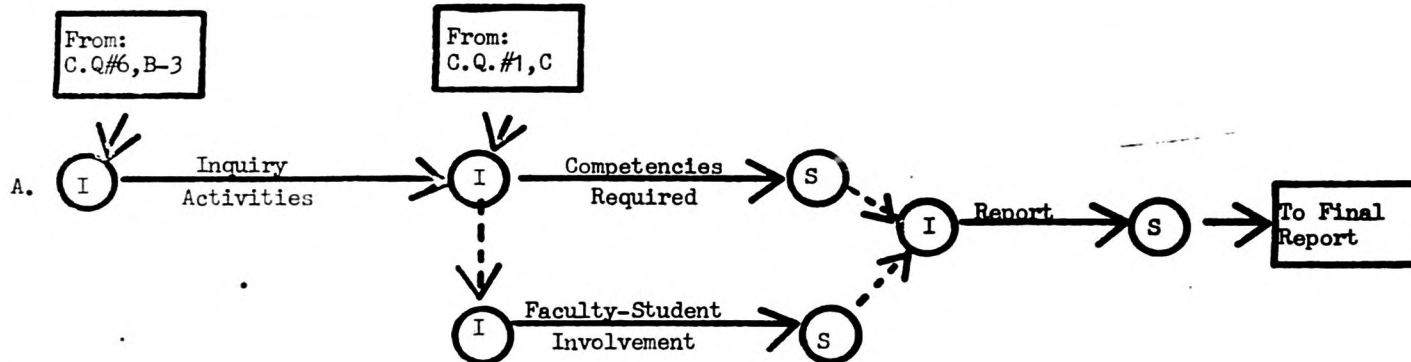 From:
C.Q#6,B-3
From:
C.Q.#1,C
A.
I
Inquiry
Activities
I
Competencies
Required
S
I
Report
S
To Final
Report
I
Faculty-Student
Involvement
S